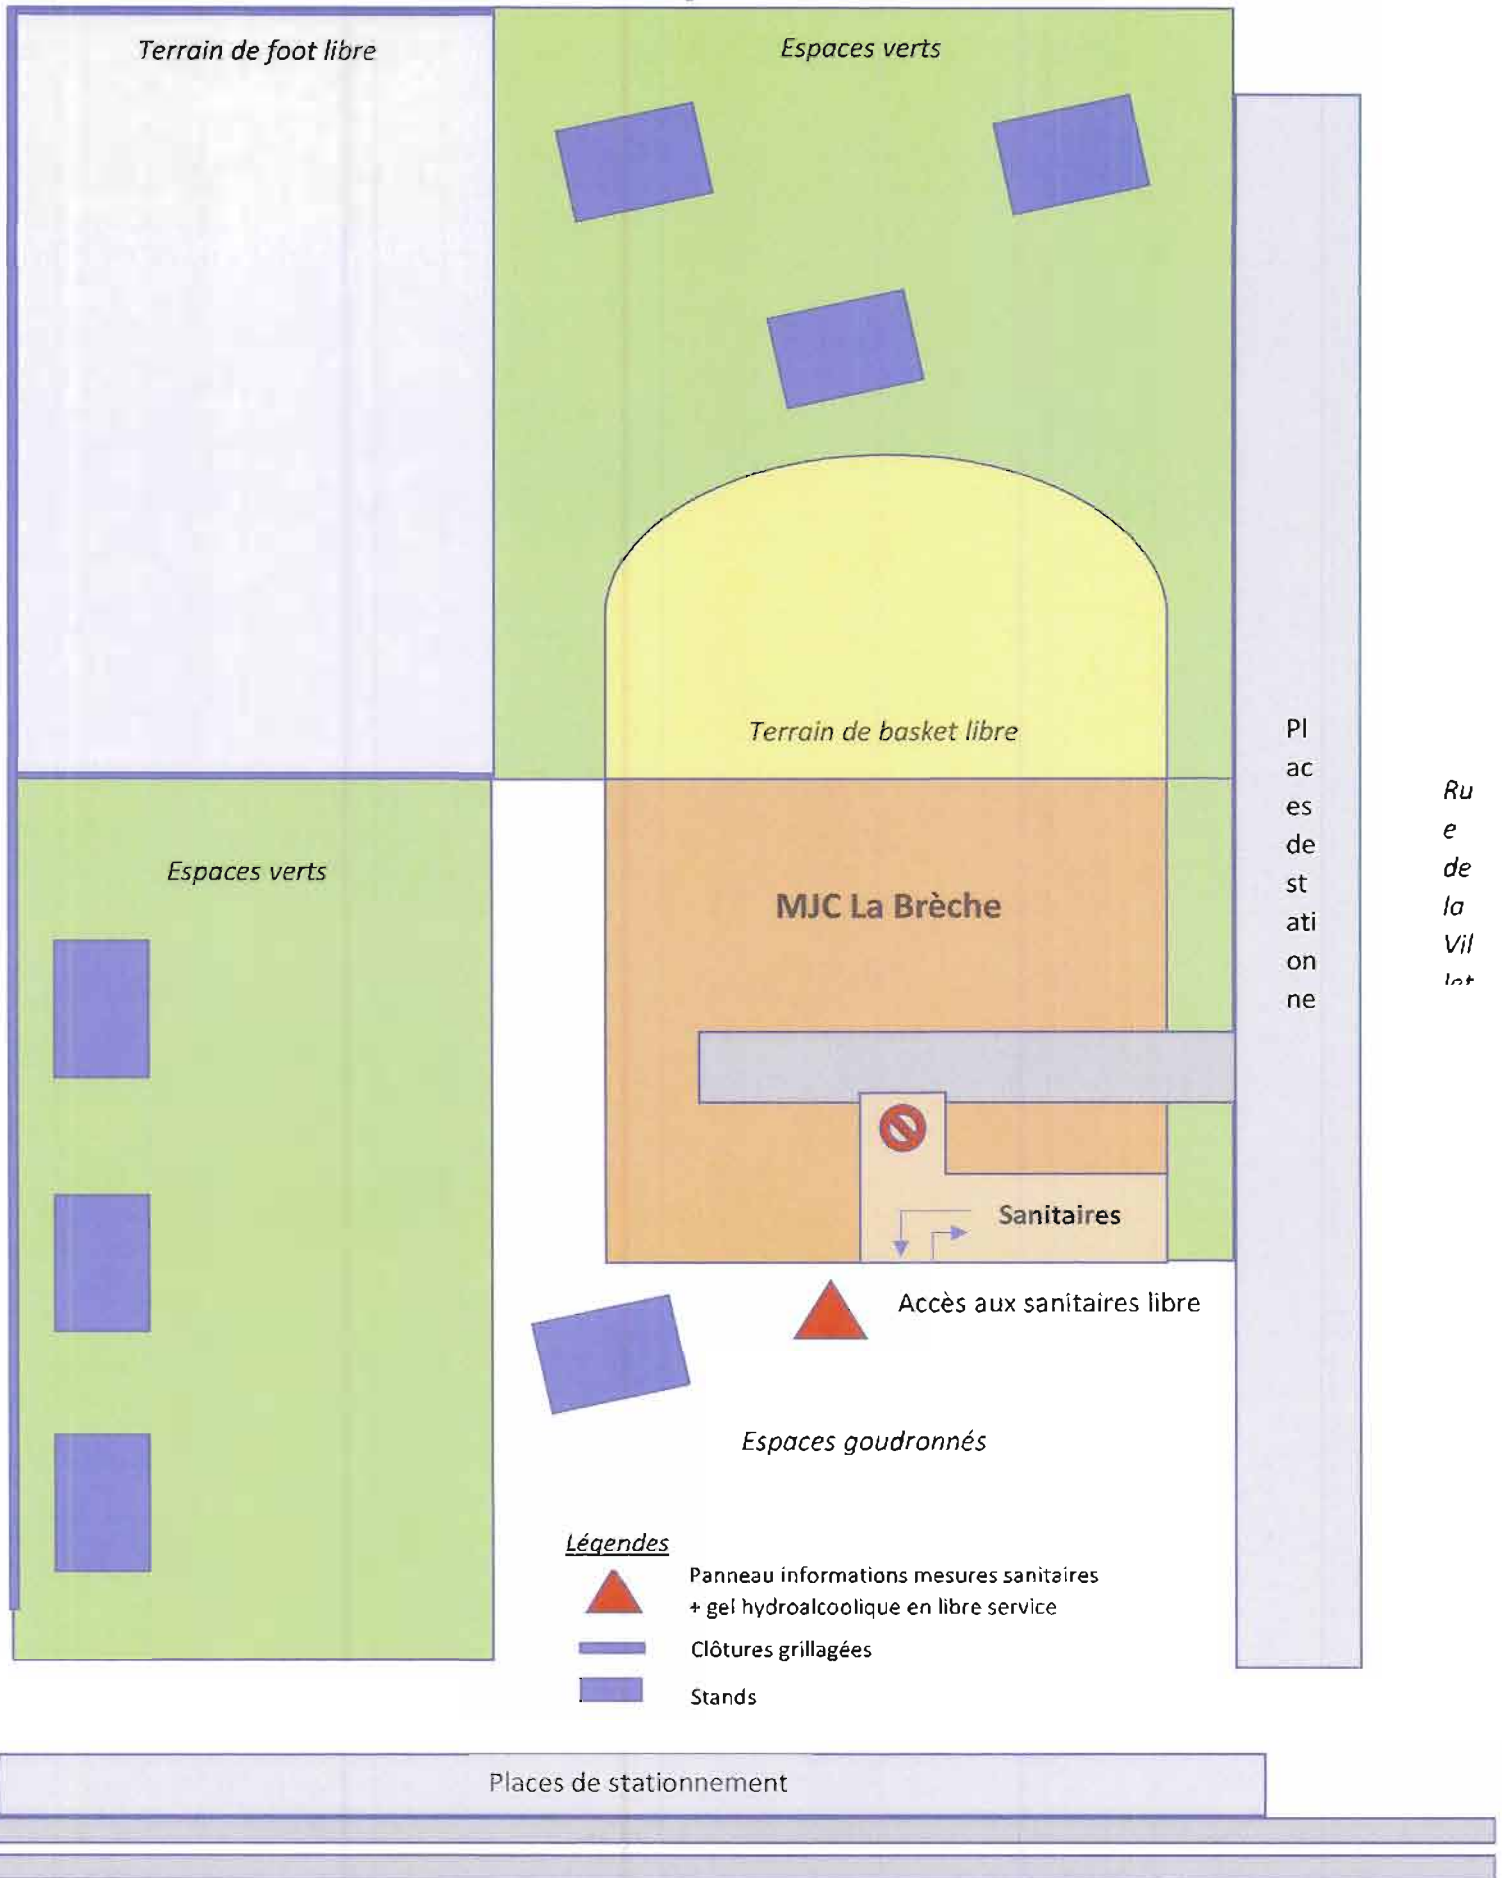 Terrain de foot libre
Espaces verts
Terrain de basket libre
Pl
ac
es
de
st
ati
on
ne
Ru
e
de
la
Vil
Espaces verts
MJC La Brèche
Sanitaires
Accès aux sanitaires libre
Espaces goudronnés
Légendes
Panneau informations mesures sanitaires
+ gel hydroalcoolique en libre service
Clôtures grillagées
Stands
Places de stationnement